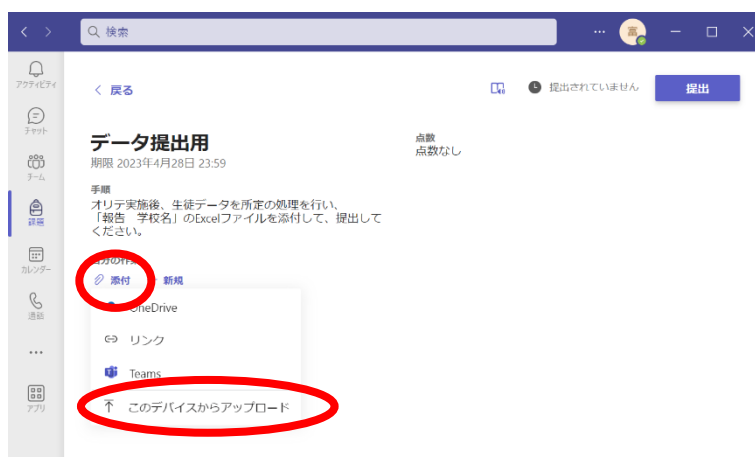 検索
富
アクティビティ
チャット
チーム
課題
カレンダー
通話
アプリ
戻る
提出されていません
提出
データ提出用
期限 2023年4月28日 23:59
点数
点数なし
手順
オリテ実施後、生徒データを所定の処理を行い、
「報告　学校名」のExcelファイルを添付して、提出して
ください。
自分の作業
添付
新規
OneDrive
リンク
Teams
このデバイスからアップロード